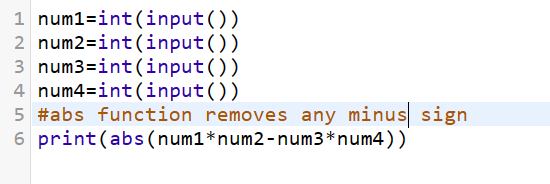 1 num1=int(input())
2 num2=int(input())
3 num3=int(input())
4 num4=int(input())
5 #abs function removes any minus sign
6 print(abs(num1*num2-num3*num4))